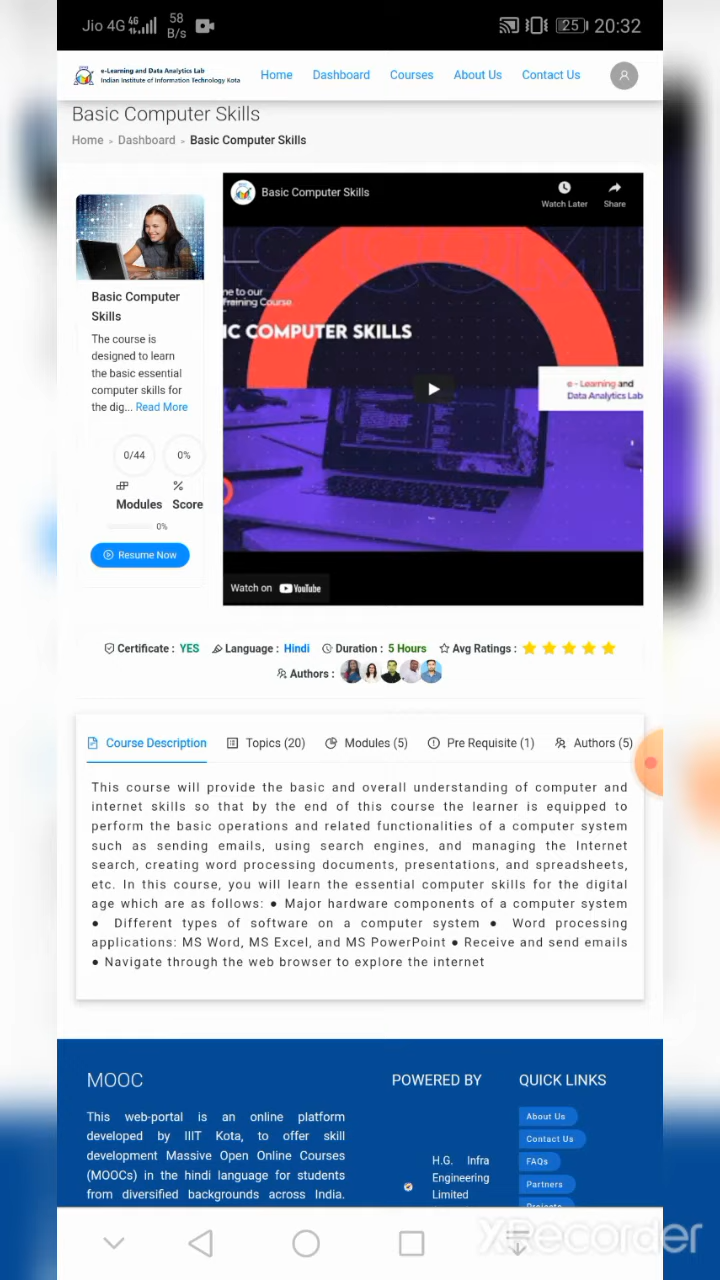 Jio 4G 4G 58 B/s 25 20:32
e-Learning and Data Analytics Lab
Indian Institute of Information Technology Kota
Home Dashboard Courses About Us Contact Us
Basic Computer Skills
Home » Dashboard » Basic Computer Skills
Basic Computer Skills
Watch Later Share
ne to our
Training Course
IC COMPUTER SKILLS
e - Learning and
Data Analytics Lab
Watch on YouTube
Basic Computer
Skills
The course is
designed to learn
the basic essential
computer skills for
the dig... Read More
0/44 0%
Modules Score
0%
Resume Now
Certificate : YES Language : Hindi Duration : 5 Hours Avg Ratings :
Authors :
Course Description Topics (20) Modules (5) Pre Requisite (1) Authors (5)
This course will provide the basic and overall understanding of computer and
internet skills so that by the end of this course the learner is equipped to
perform the basic operations and related functionalities of a computer system
such as sending emails, using search engines, and managing the Internet
search, creating word processing documents, presentations, and spreadsheets,
etc. In this course, you will learn the essential computer skills for the digital
age which are as follows: ● Major hardware components of a computer system
● Different types of software on a computer system ● Word processing
applications: MS Word, MS Excel, and MS PowerPoint ● Receive and send emails
● Navigate through the web browser to explore the internet
MOOC
This web-portal is an online platform
developed by IIIT Kota, to offer skill
development Massive Open Online Courses
(MOOCs) in the hindi language for students
from diversified backgrounds across India.
POWERED BY
H.G. Infra
Engineering
Limited
QUICK LINKS
About Us
Contact Us
FAQs
Partners
Projects
XRecorder